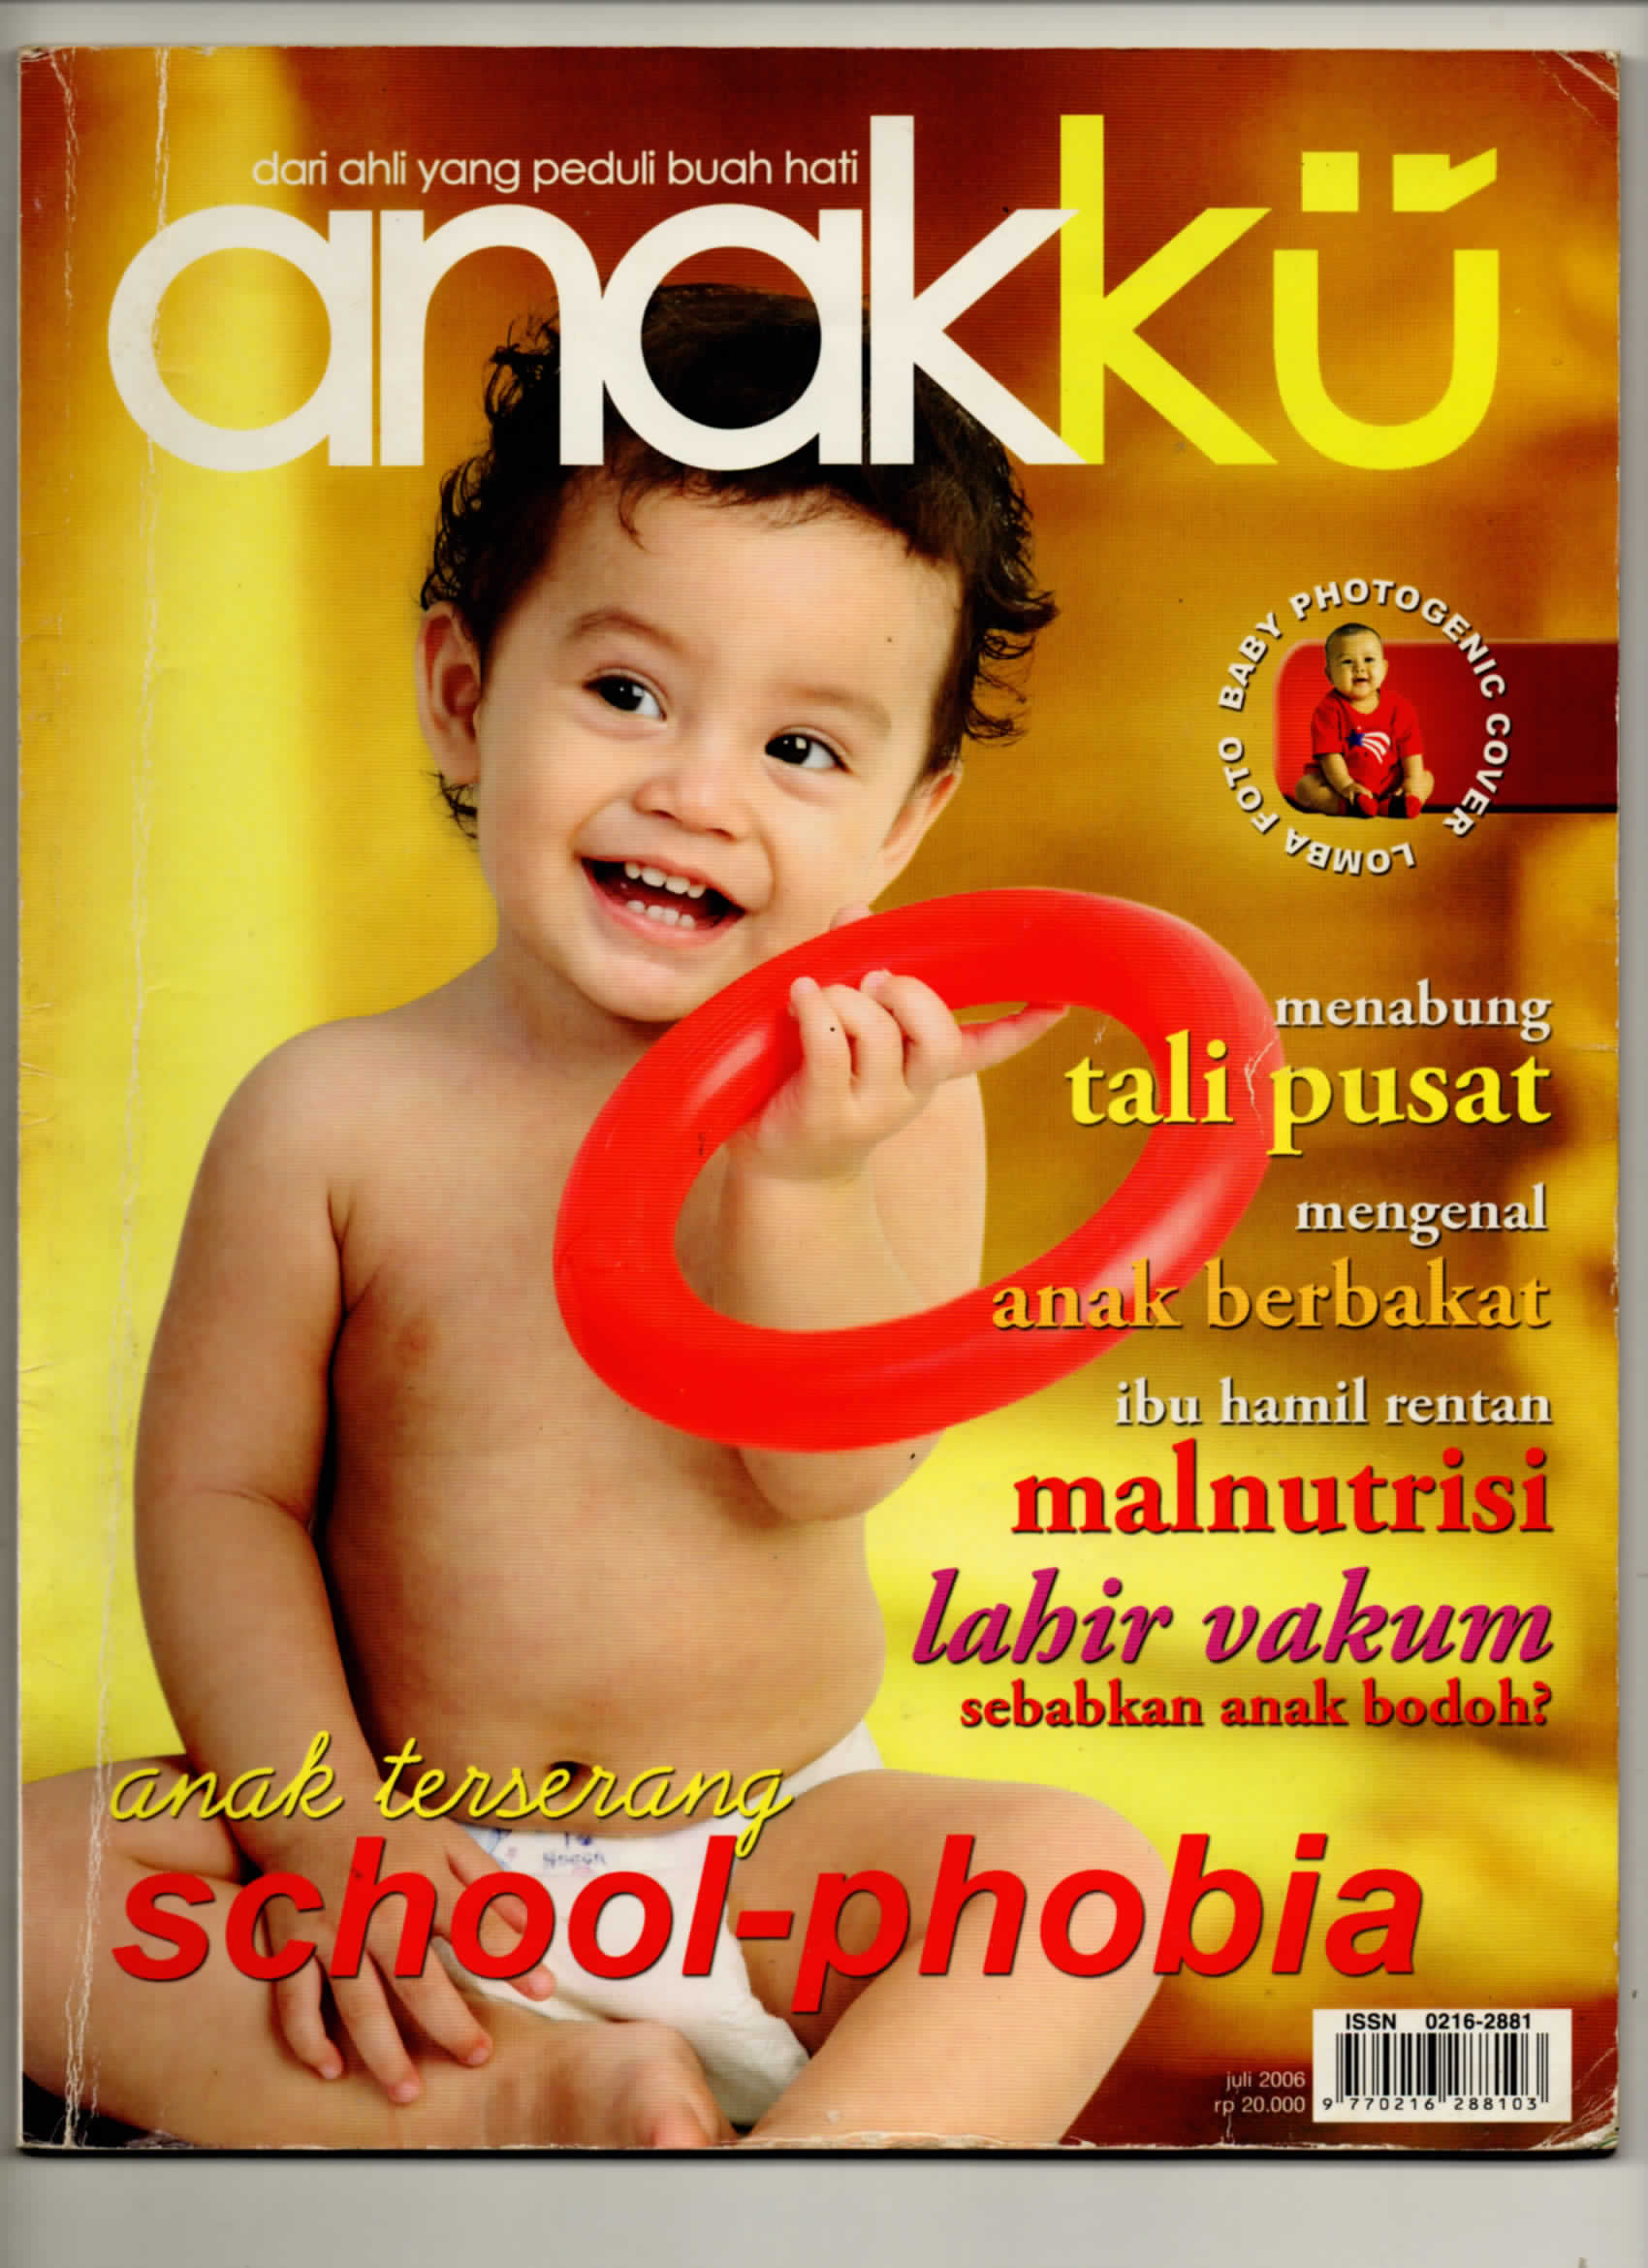 dari ahli yang peduli buah hati
anakkü
LOMBA FOTO BABY PHOTOGENIC COVER
menabung
tali pusat
mengenal
anak berbakat
ibu hamil rentan
malnutrisi
lahir vakum
sebabkan anak bodoh?
anak terserang
school-phobia
ISSN 0216-2881
juli 2006
rp 20.000
9 770216 288103